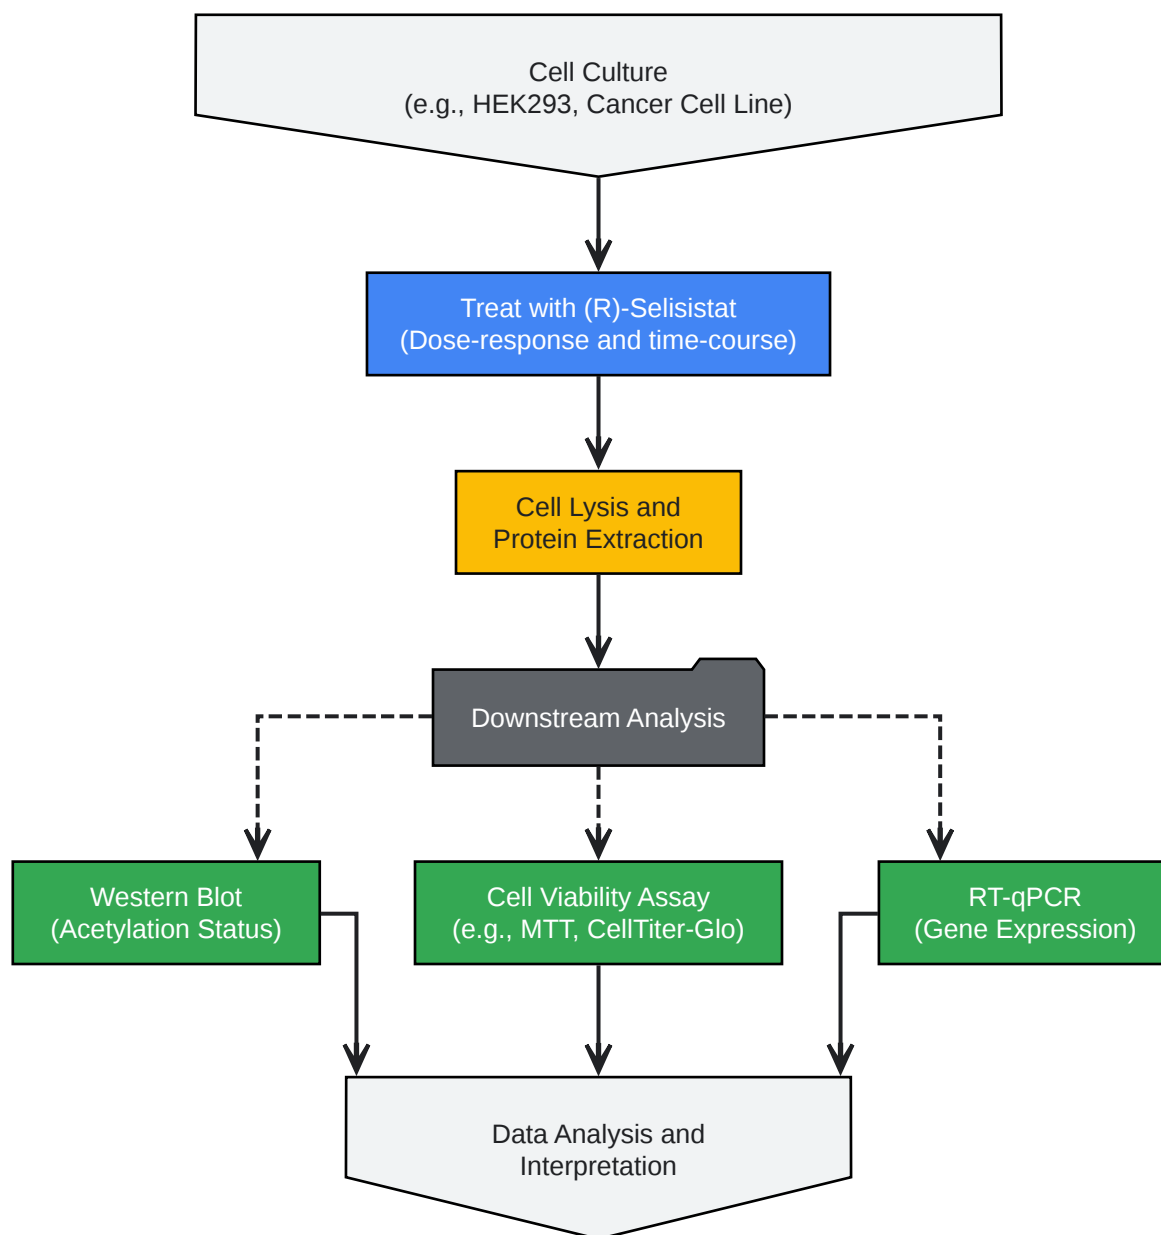 Cell Culture
(e.g., HEK293, Cancer Cell Line)
Treat with (R)-Selisistat
(Dose-response and time-course)
Cell Lysis and
Protein Extraction
Downstream Analysis
Western Blot
(Acetylation Status)
Cell Viability Assay
(e.g., MTT, CellTiter-Glo)
RT-qPCR
(Gene Expression)
Data Analysis and
Interpretation